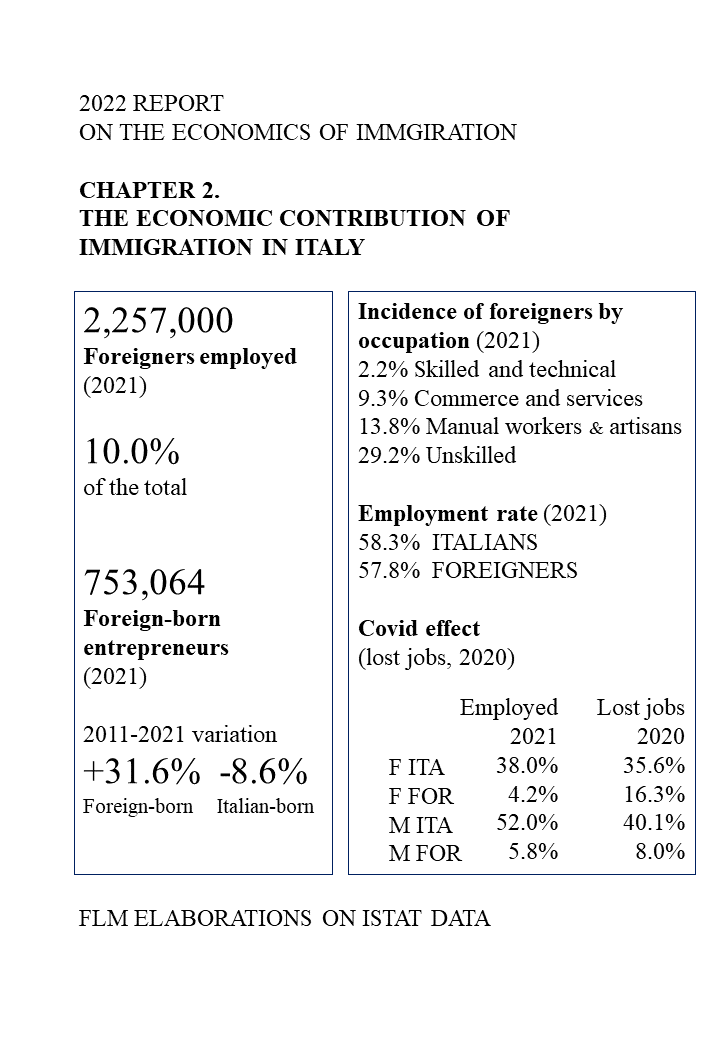 2022 REPORT
ON THE ECONOMICS OF IMMGIRATION
CHAPTER 2.
THE ECONOMIC CONTRIBUTION OF
IMMIGRATION IN ITALY
2,257,000
Foreigners employed
(2021)
10.0%
of the total
753,064
Foreign-born
entrepreneurs
(2021)
2011-2021 variation
+31.6% -8.6%
Foreign-born Italian-born
Incidence of foreigners by
occupation (2021)
2.2% Skilled and technical
9.3% Commerce and services
13.8% Manual workers & artisans
29.2% Unskilled
Employment rate (2021)
58.3% ITALIANS
57.8% FOREIGNERS
Covid effect
(lost jobs, 2020)
Employed Lost jobs
2021 2020
F ITA 38.0% 35.6%
F FOR 4.2% 16.3%
M ITA 52.0% 40.1%
M FOR 5.8% 8.0%
FLM ELABORATIONS ON ISTAT DATA